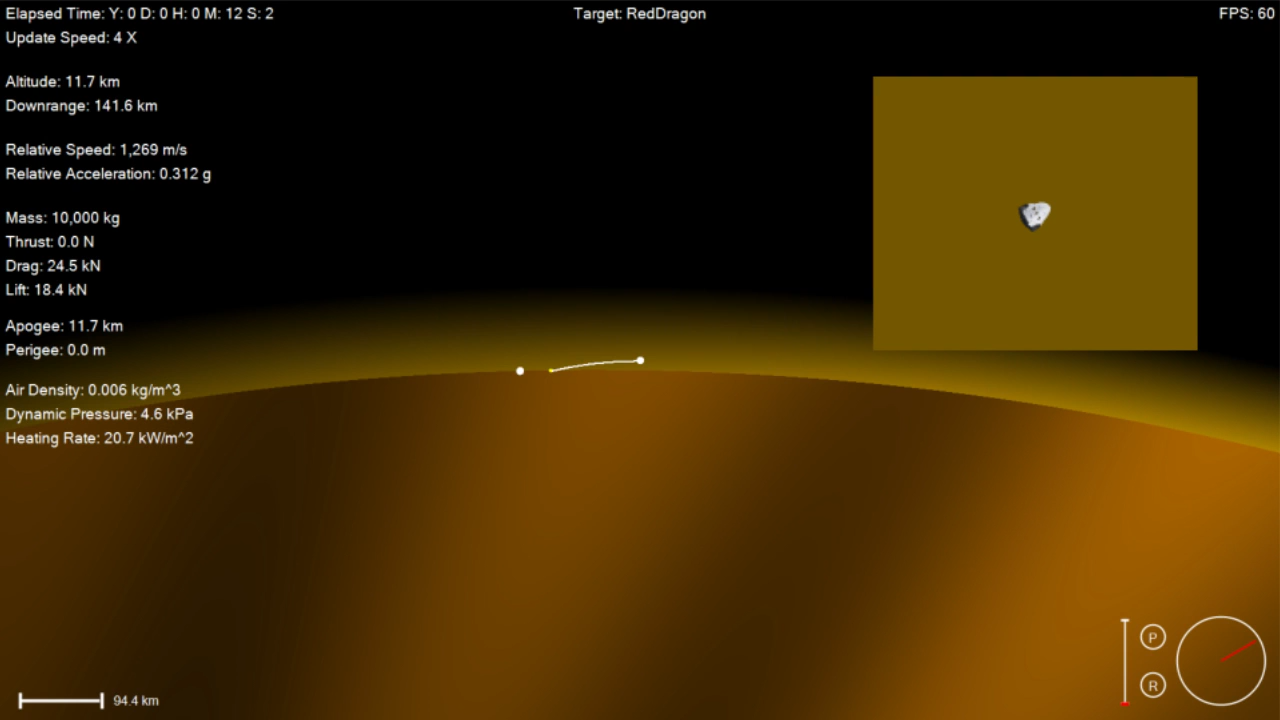 Elapsed Time: Y: 0 D: 0 H: 0 M: 12 S: 2
Target: RedDragon
FPS: 60
Update Speed: 4 X
Altitude: 11.7 km
Downrange: 141.6 km
Relative Speed: 1,269 m/s
Relative Acceleration: 0.312 g
Mass: 10,000 kg
Thrust: 0.0 N
Drag: 24.5 kN
Lift: 18.4 kN
Apogee: 11.7 km
Perigee: 0.0 m
Air Density: 0.006 kg/m^3
Dynamic Pressure: 4.6 kPa
Heating Rate: 20.7 kW/m^2
P
R
94.4 km